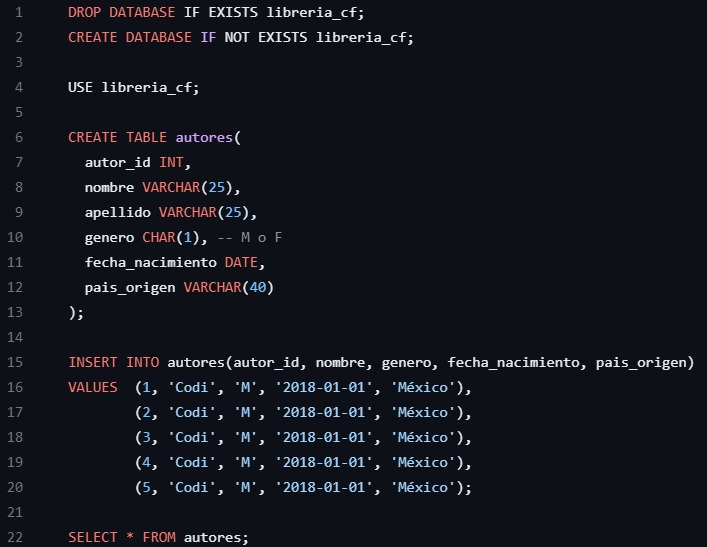 1 DROP DATABASE IF EXISTS libreria_cf;
2 CREATE DATABASE IF NOT EXISTS libreria_cf;
3
4 USE libreria_cf;
5
6 CREATE TABLE autores(
7   autor_id INT,
8   nombre VARCHAR(25),
9   apellido VARCHAR(25),
10   genero CHAR(1), -- M o F
11   fecha_nacimiento DATE,
12   pais_origen VARCHAR(40)
13 );
14
15 INSERT INTO autores(autor_id, nombre, genero, fecha_nacimiento, pais_origen)
16 VALUES  (1, 'Codi', 'M', '2018-01-01', 'México'),
17         (2, 'Codi', 'M', '2018-01-01', 'México'),
18         (3, 'Codi', 'M', '2018-01-01', 'México'),
19         (4, 'Codi', 'M', '2018-01-01', 'México'),
20         (5, 'Codi', 'M', '2018-01-01', 'México');
21
22 SELECT * FROM autores;